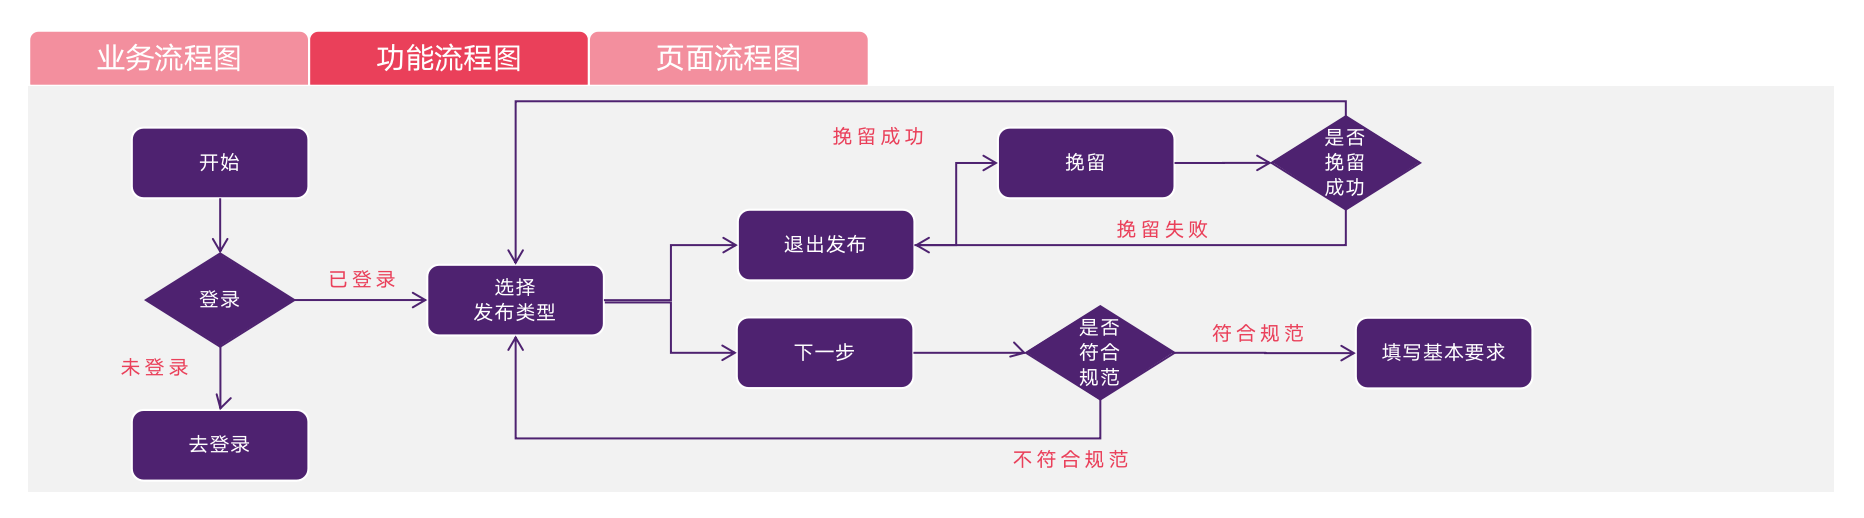 业务流程图
功能流程图
页面流程图
开始
登录
已登录
未登录
去登录
选择
发布类型
挽留成功
退出发布
挽留
是否
挽留
成功
挽留失败
下一步
是否
符合
规范
符合规范
填写基本要求
不符合规范